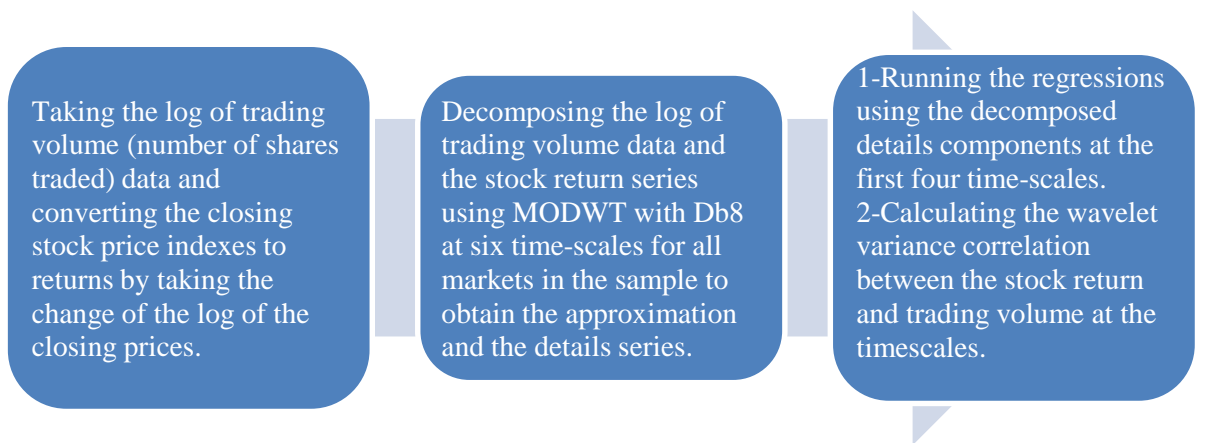 Taking the log of trading
volume (number of shares
traded) data and
converting the closing
stock price indexes to
returns by taking the
change of the log of the
closing prices.
Decomposing the log of
trading volume data and
the stock return series
using MODWT with Db8
at six time-scales for all
markets in the sample to
obtain the approximation
and the details series.
1-Running the regressions
using the decomposed
details components at the
first four time-scales.
2-Calculating the wavelet
variance correlation
between the stock return
and trading volume at the
timescales.